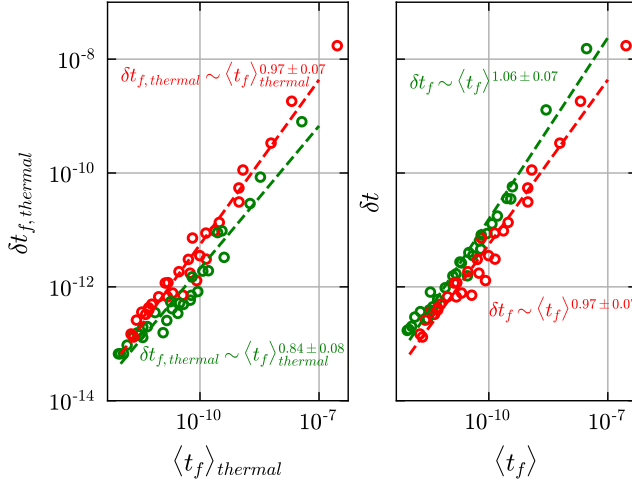 δt_{f,thermal} ~ ⟨t_f⟩_{thermal}^{0.97±0.07}
δt_{f,thermal} ~ ⟨t_f⟩_{thermal}^{0.84±0.08}
10^{-8}
10^{-10}
10^{-12}
10^{-14}
δt_{f,thermal}
10^{-10} 10^{-7}
⟨t_f⟩_{thermal}
δt_f ~ ⟨t_f⟩^{1.06±0.07}
δt_f ~ ⟨t_f⟩^{0.97±0.07}
δt
10^{-10} 10^{-7}
⟨t_f⟩